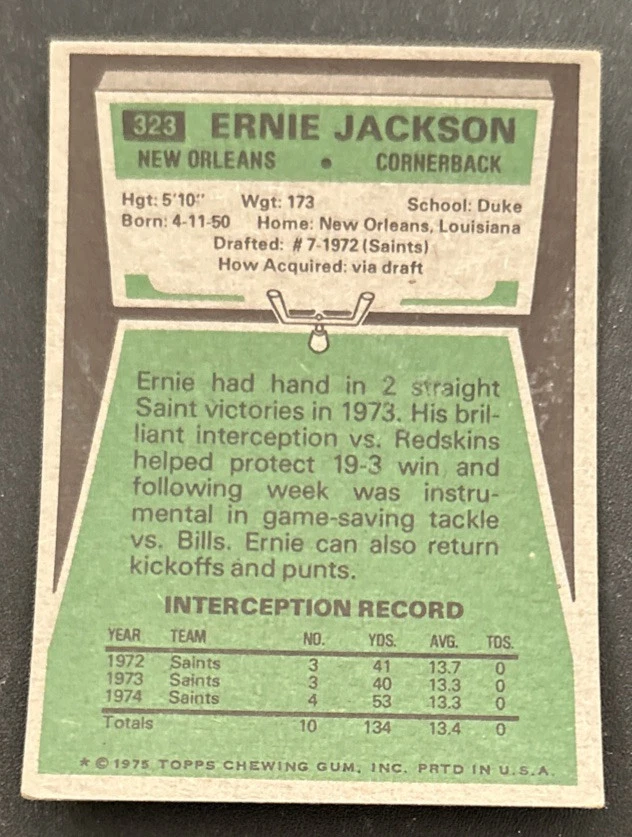 323 ERNIE JACKSON
NEW ORLEANS • CORNERBACK
Hgt: 5'10" Wgt: 173 School: Duke
Born: 4-11-50 Home: New Orleans, Louisiana
Drafted: #7-1972 (Saints)
How Acquired: via draft
Ernie had hand in 2 straight
Saint victories in 1973. His bril-
liant interception vs. Redskins
helped protect 19-3 win and
following week was instru-
mental in game-saving tackle
vs. Bills. Ernie can also return
kickoffs and punts.
INTERCEPTION RECORD
YEAR TEAM NO. YDS. AVG. TDS.
1972 Saints 3 41 13.7 0
1973 Saints 3 40 13.3 0
1974 Saints 4 53 13.3 0
Totals 10 134 13.4 0
* © 1975 TOPPS CHEWING GUM, INC. PRTD IN U.S.A.